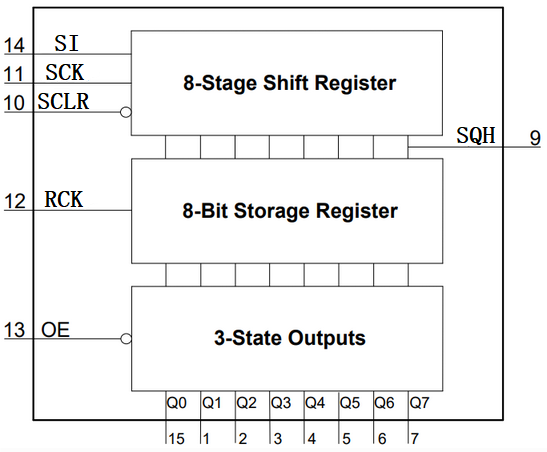 14 SI
11 SCK
10 SCLR
8-Stage Shift Register
SQH 9
12 RCK
8-Bit Storage Register
13 OE
3-State Outputs
Q0 Q1 Q2 Q3 Q4 Q5 Q6 Q7
15 1 2 3 4 5 6 7